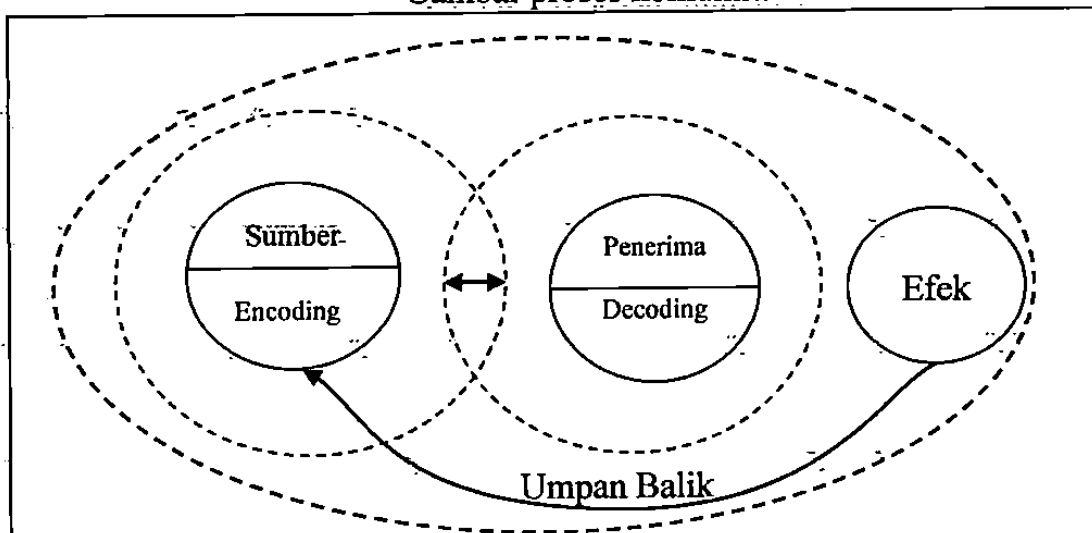 Sumber
Encoding
Penerima
Decoding
Efek
Umpan Balik